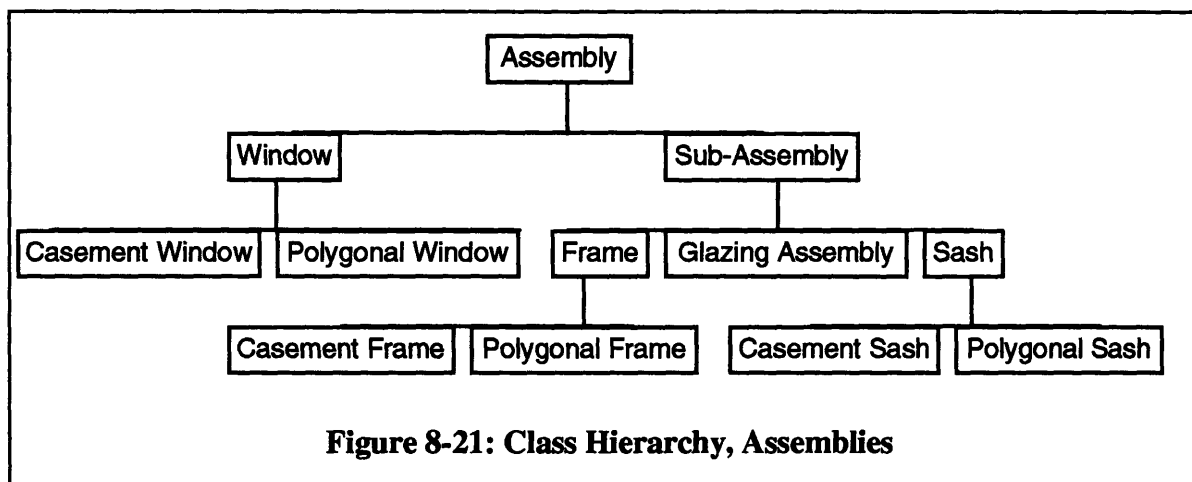 Assembly
Window
Sub-Assembly
Casement Window
Polygonal Window
Frame
Glazing Assembly
Sash
Casement Frame
Polygonal Frame
Casement Sash
Polygonal Sash
Figure 8-21: Class Hierarchy, Assemblies